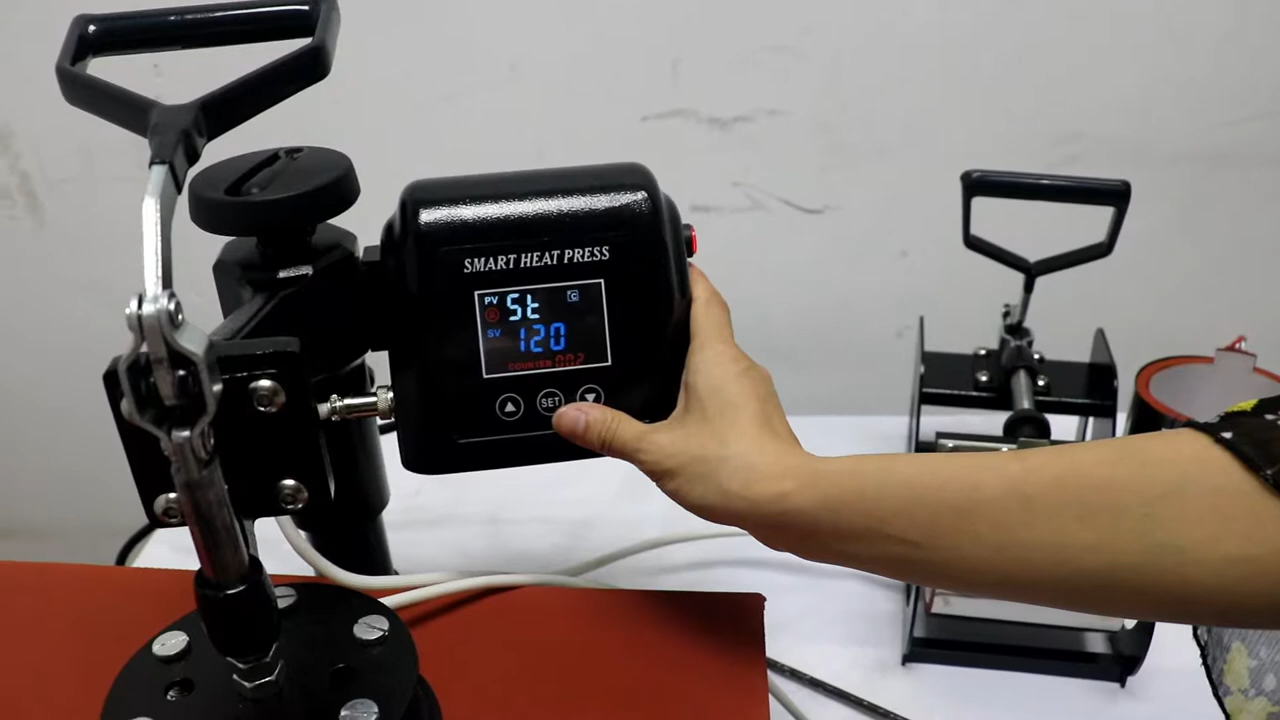 SMART HEAT PRESS
PV St °C
SV 120
COUNTER 002
SET